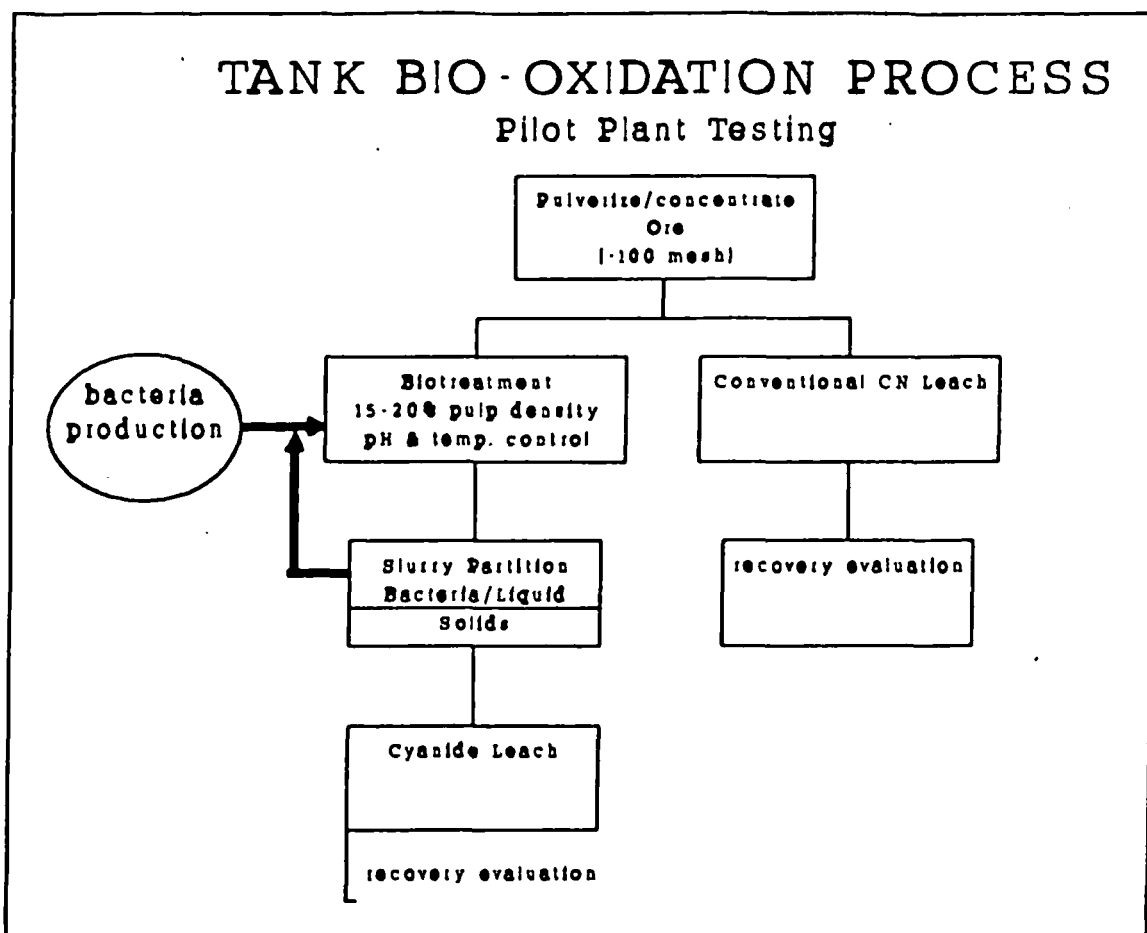 TANK BIO-OXIDATION PROCESS
Pilot Plant Testing
Pulverize/concentrate
Ore
(-100 mesh)
bacteria
production
Biotreatment
15-20% pulp density
pH & temp. control
Conventional CN Leach
Slurry Partition
Bacteria/Liquid
Solids
recovery evaluation
Cyanide Leach
recovery evaluation